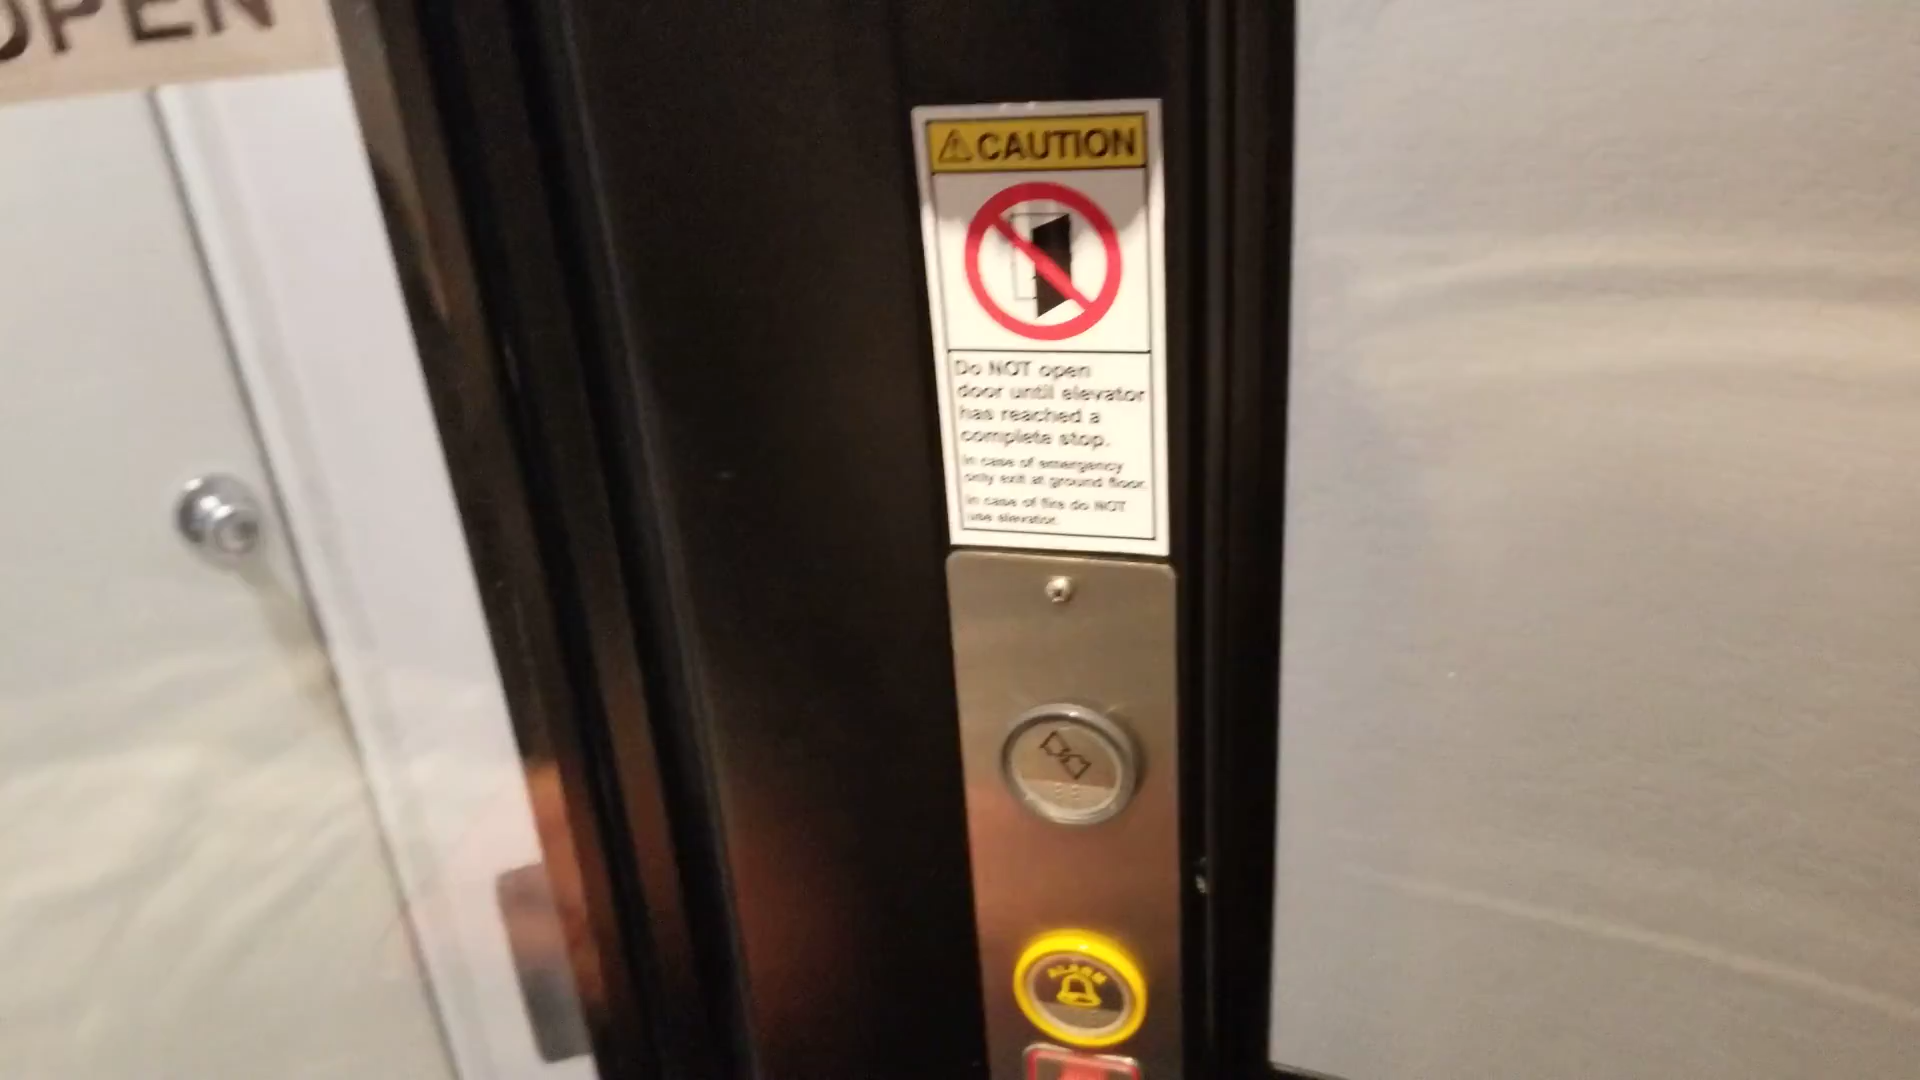 OPEN
CAUTION
Do NOT open
door until elevator
has reached a
complete stop.
In case of emergency
only exit at ground floor.
In case of fire do NOT
use elevator.
ALARM